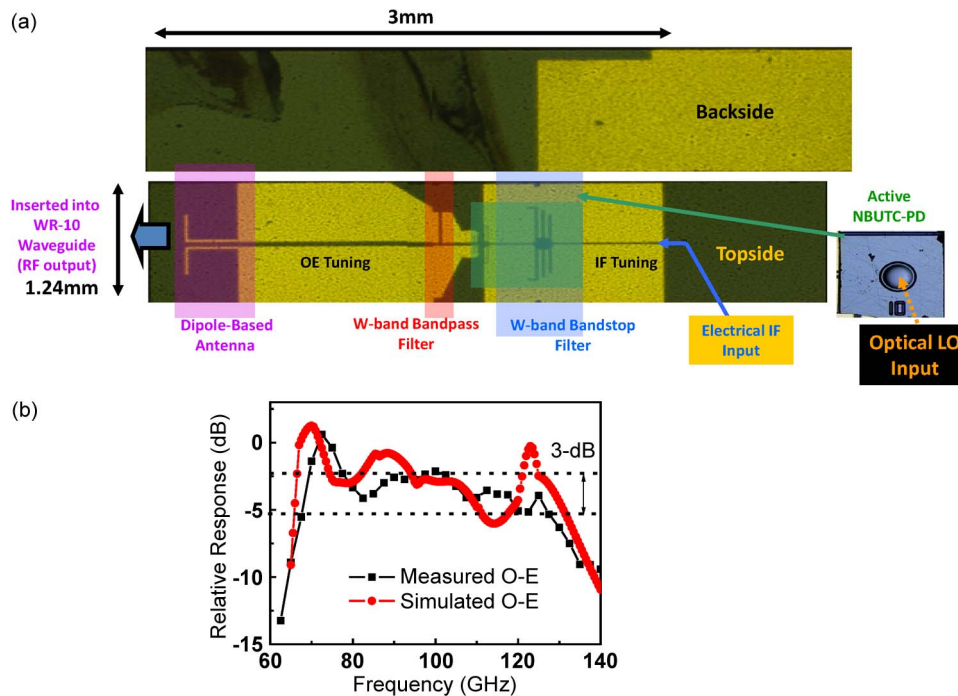 (a)
3mm
Backside
Inserted into
WR-10
Waveguide
(RF output)
1.24mm
OE Tuning
IF Tuning
Topside
Active
NBUTC-PD
Dipole-Based
Antenna
W-band Bandpass
Filter
W-band Bandstop
Filter
Electrical IF
Input
Optical LO
Input
(b)
Relative Response (dB)
0
-5
-10
-15
3-dB
Measured O-E
Simulated O-E
60
80
100
120
140
Frequency (GHz)